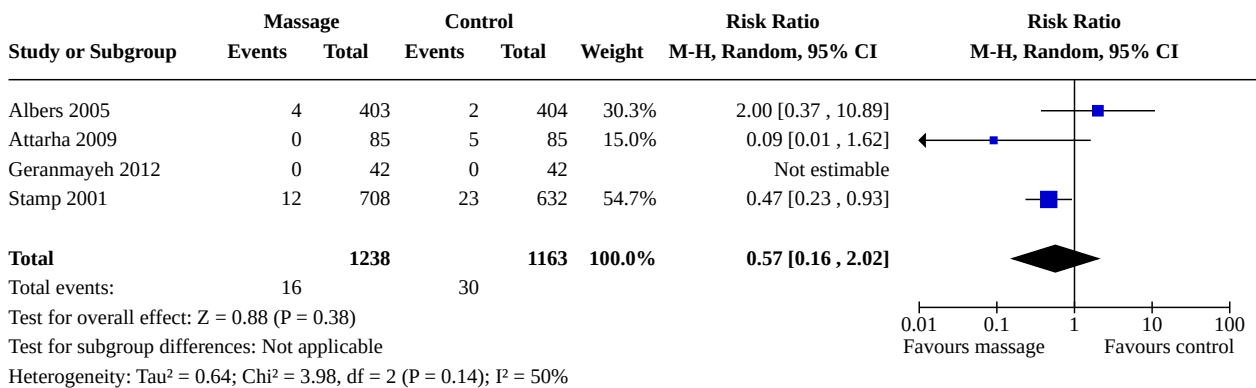 Massage Control Risk Ratio Risk Ratio
Study or Subgroup Events Total Events Total Weight M-H, Random, 95% CI M-H, Random, 95% CI
Albers 2005 4 403 2 404 30.3% 2.00 [0.37 , 10.89]
Attarha 2009 0 85 5 85 15.0% 0.09 [0.01 , 1.62]
Geranmayeh 2012 0 42 0 42 Not estimable
Stamp 2001 12 708 23 632 54.7% 0.47 [0.23 , 0.93]
Total 1238 1163 100.0% 0.57 [0.16 , 2.02]
Total events: 16 30
Test for overall effect: Z = 0.88 (P = 0.38)
0.01 0.1 1 10 100
Test for subgroup differences: Not applicable
Favours massage Favours control
Heterogeneity: Tau² = 0.64; Chi² = 3.98, df = 2 (P = 0.14); I² = 50%